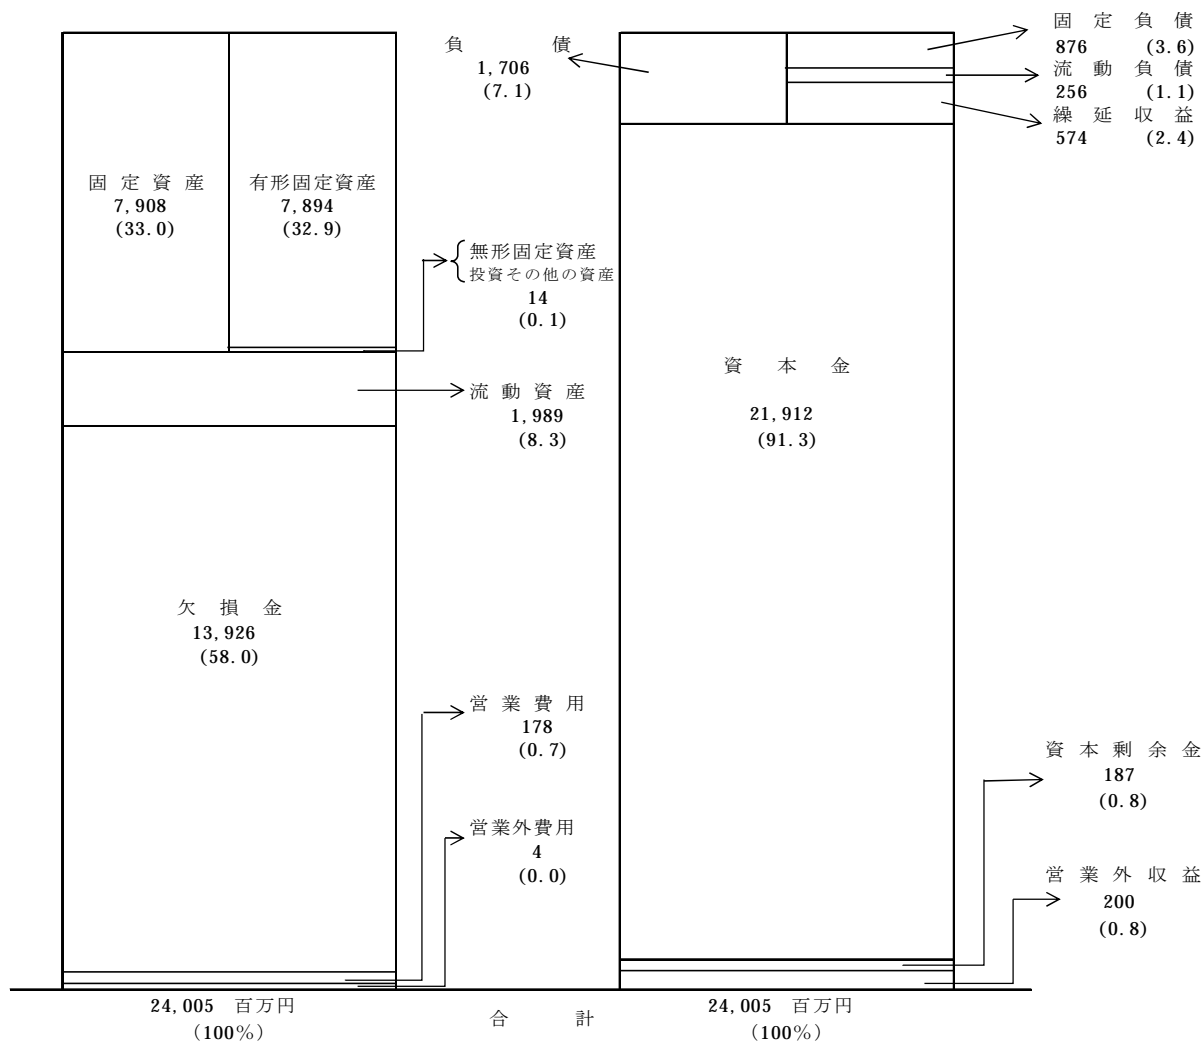 固定資産
7,908
(33.0)
有形固定資産
7,894
(32.9)
無形固定資産
投資その他の資産
14
(0.1)
流動資産
1,989
(8.3)
欠損金
13,926
(58.0)
営業費用
178
(0.7)
営業外費用
4
(0.0)
24,005 百万円
(100%)
合計
負債
1,706
(7.1)
固定負債
876 (3.6)
流動負債
256 (1.1)
繰延収益
574 (2.4)
資本金
21,912
(91.3)
資本剰余金
187
(0.8)
営業外収益
200
(0.8)
24,005 百万円
(100%)